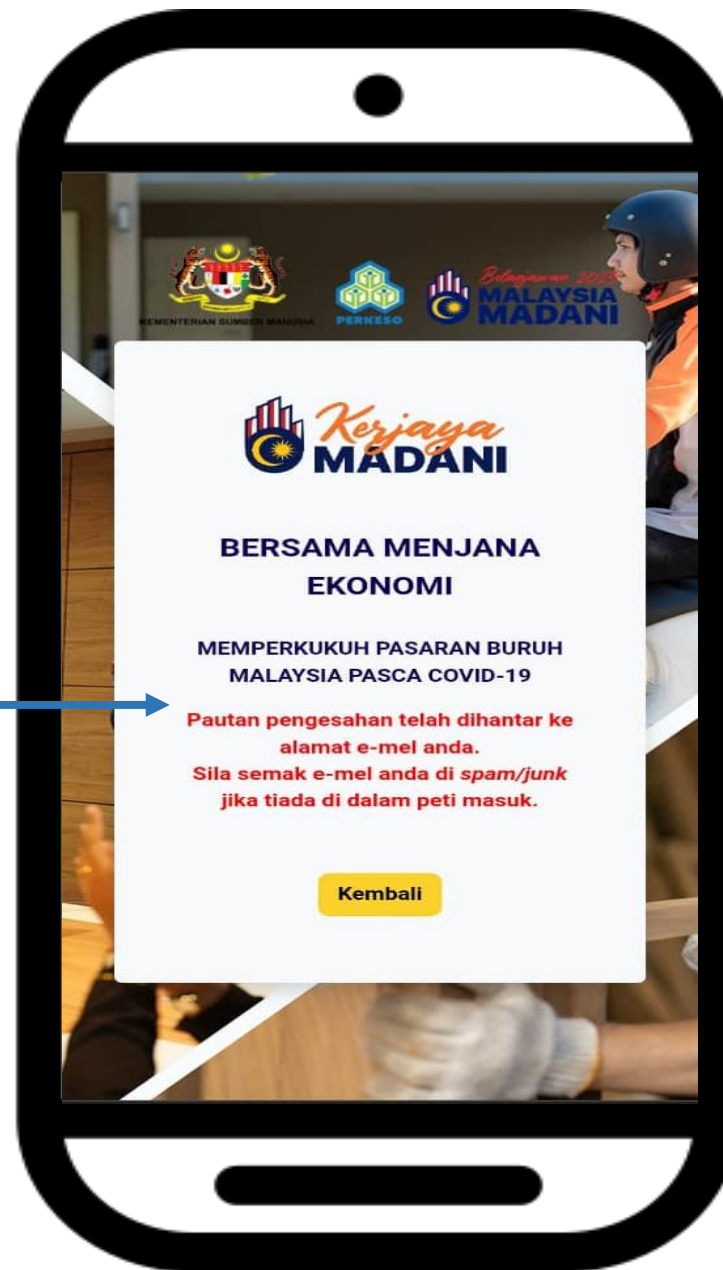 KEMENTERIAN SUMBER MANUSIA
PERKESO
Belanjawan 2023
MALAYSIA
MADANI
Kerjaya
MADANI
BERSAMA MENJANA
EKONOMI
MEMPERKUKUH PASARAN BURUH
MALAYSIA PASCA COVID-19
Pautan pengesahan telah dihantar ke
alamat e-mel anda.
Sila semak e-mel anda di spam/junk
jika tiada di dalam peti masuk.
Kembali